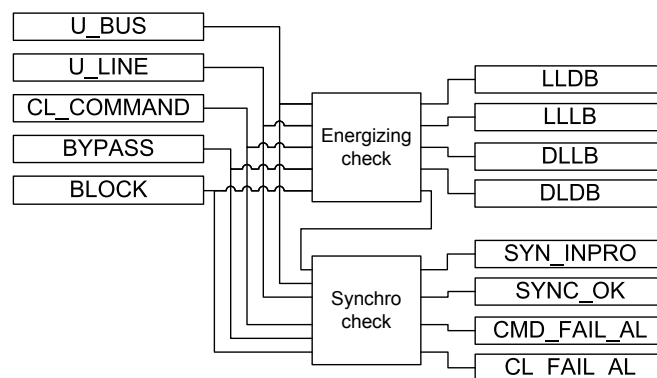 U_BUS
U_LINE
CL_COMMAND
BYPASS
BLOCK
Energizing
check
LLDB
LLLB
DLLB
DLDB
Synchro
check
SYN_INPRO
SYNC_OK
CMD_FAIL_AL
CL_FAIL_AL